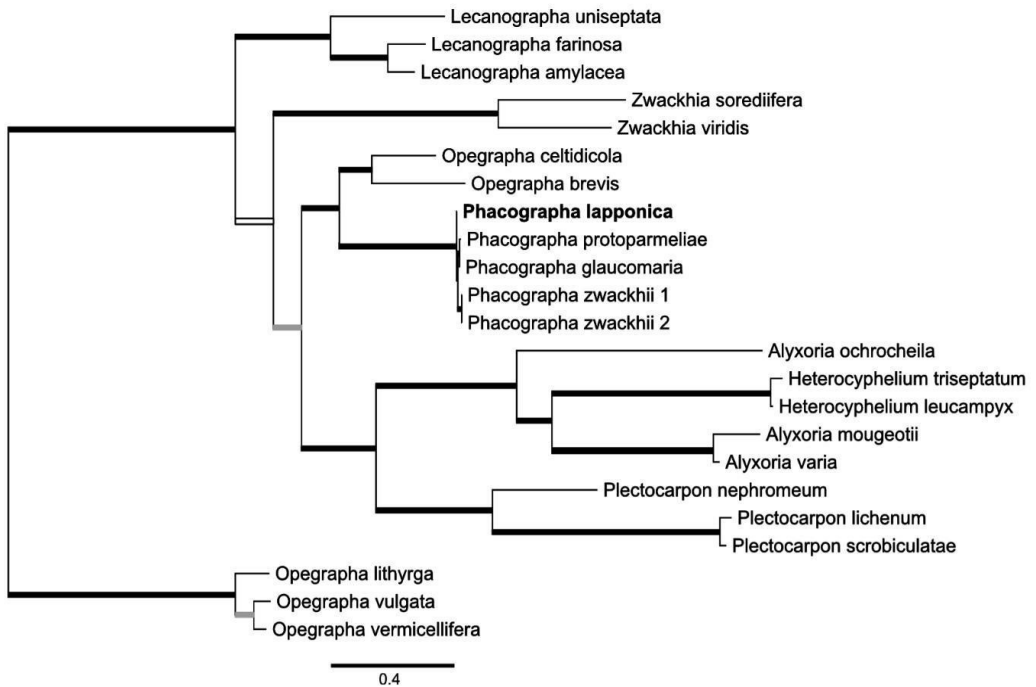 Lecanographa uniseptata
Lecanographa farinosa
Lecanographa amylacea
Zwackhia sorediifera
Zwackhia viridis
Opegrapha celtidicola
Opegrapha brevis
Phacographa lapponica
Phacographa protoparmeliae
Phacographa glaucomaria
Phacographa zwackhii 1
Phacographa zwackhii 2
Alyxoria ochrocheila
Heterocyphelium triseptatum
Heterocyphelium leucampyx
Alyxoria mougeotii
Alyxoria varia
Plectocarpon nephromeum
Plectocarpon lichenum
Plectocarpon scrobiculatae
Opegrapha lithyrga
Opegrapha vulgata
Opegrapha vermicellifera
0.4